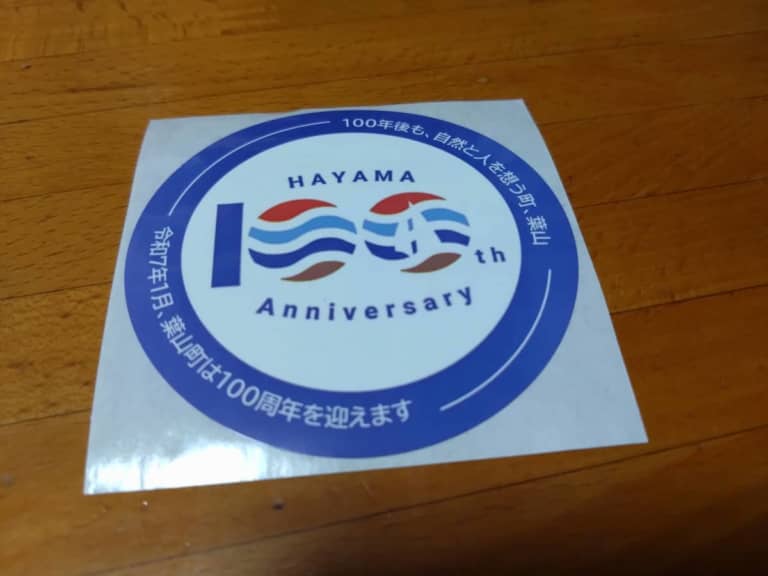 100年後も、自然と人を想う町、葉山
HAYAMA
100th
Anniversary
令和7年1月、葉山町は100周年を迎えます